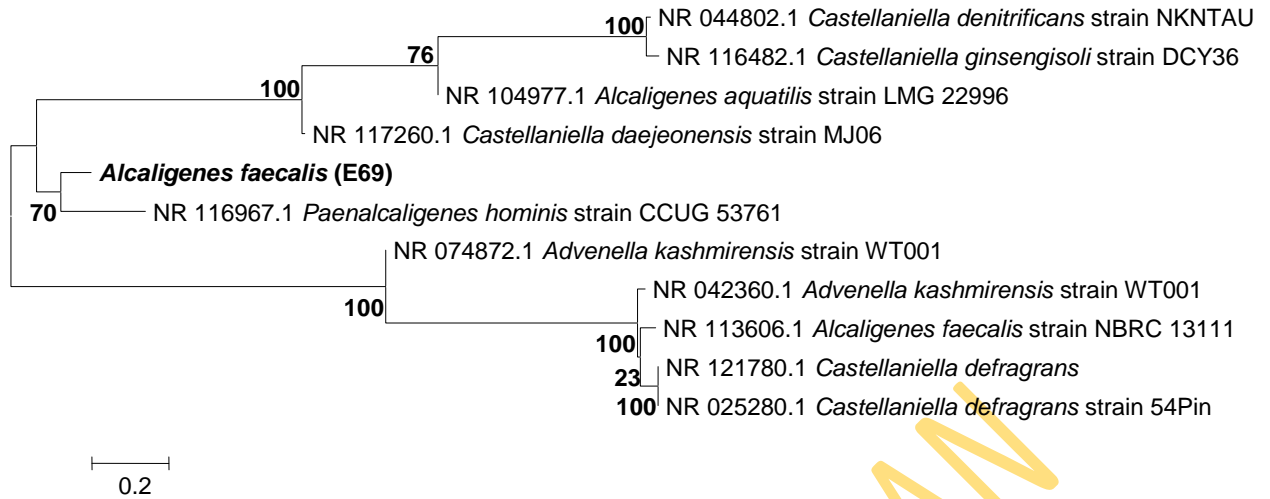 100 NR 044802.1 Castellaniella denitrificans strain NKNTAU
76 NR 116482.1 Castellaniella ginsengisoli strain DCY36
100 NR 104977.1 Alcaligenes aquatilis strain LMG 22996
NR 117260.1 Castellaniella daejeonensis strain MJ06
Alcaligenes faecalis (E69)
70 NR 116967.1 Paenalcaligenes hominis strain CCUG 53761
NR 074872.1 Advenella kashmirensis strain WT001
100 NR 042360.1 Advenella kashmirensis strain WT001
NR 113606.1 Alcaligenes faecalis strain NBRC 13111
100
23 NR 121780.1 Castellaniella defragrans
100 NR 025280.1 Castellaniella defragrans strain 54Pin
0.2